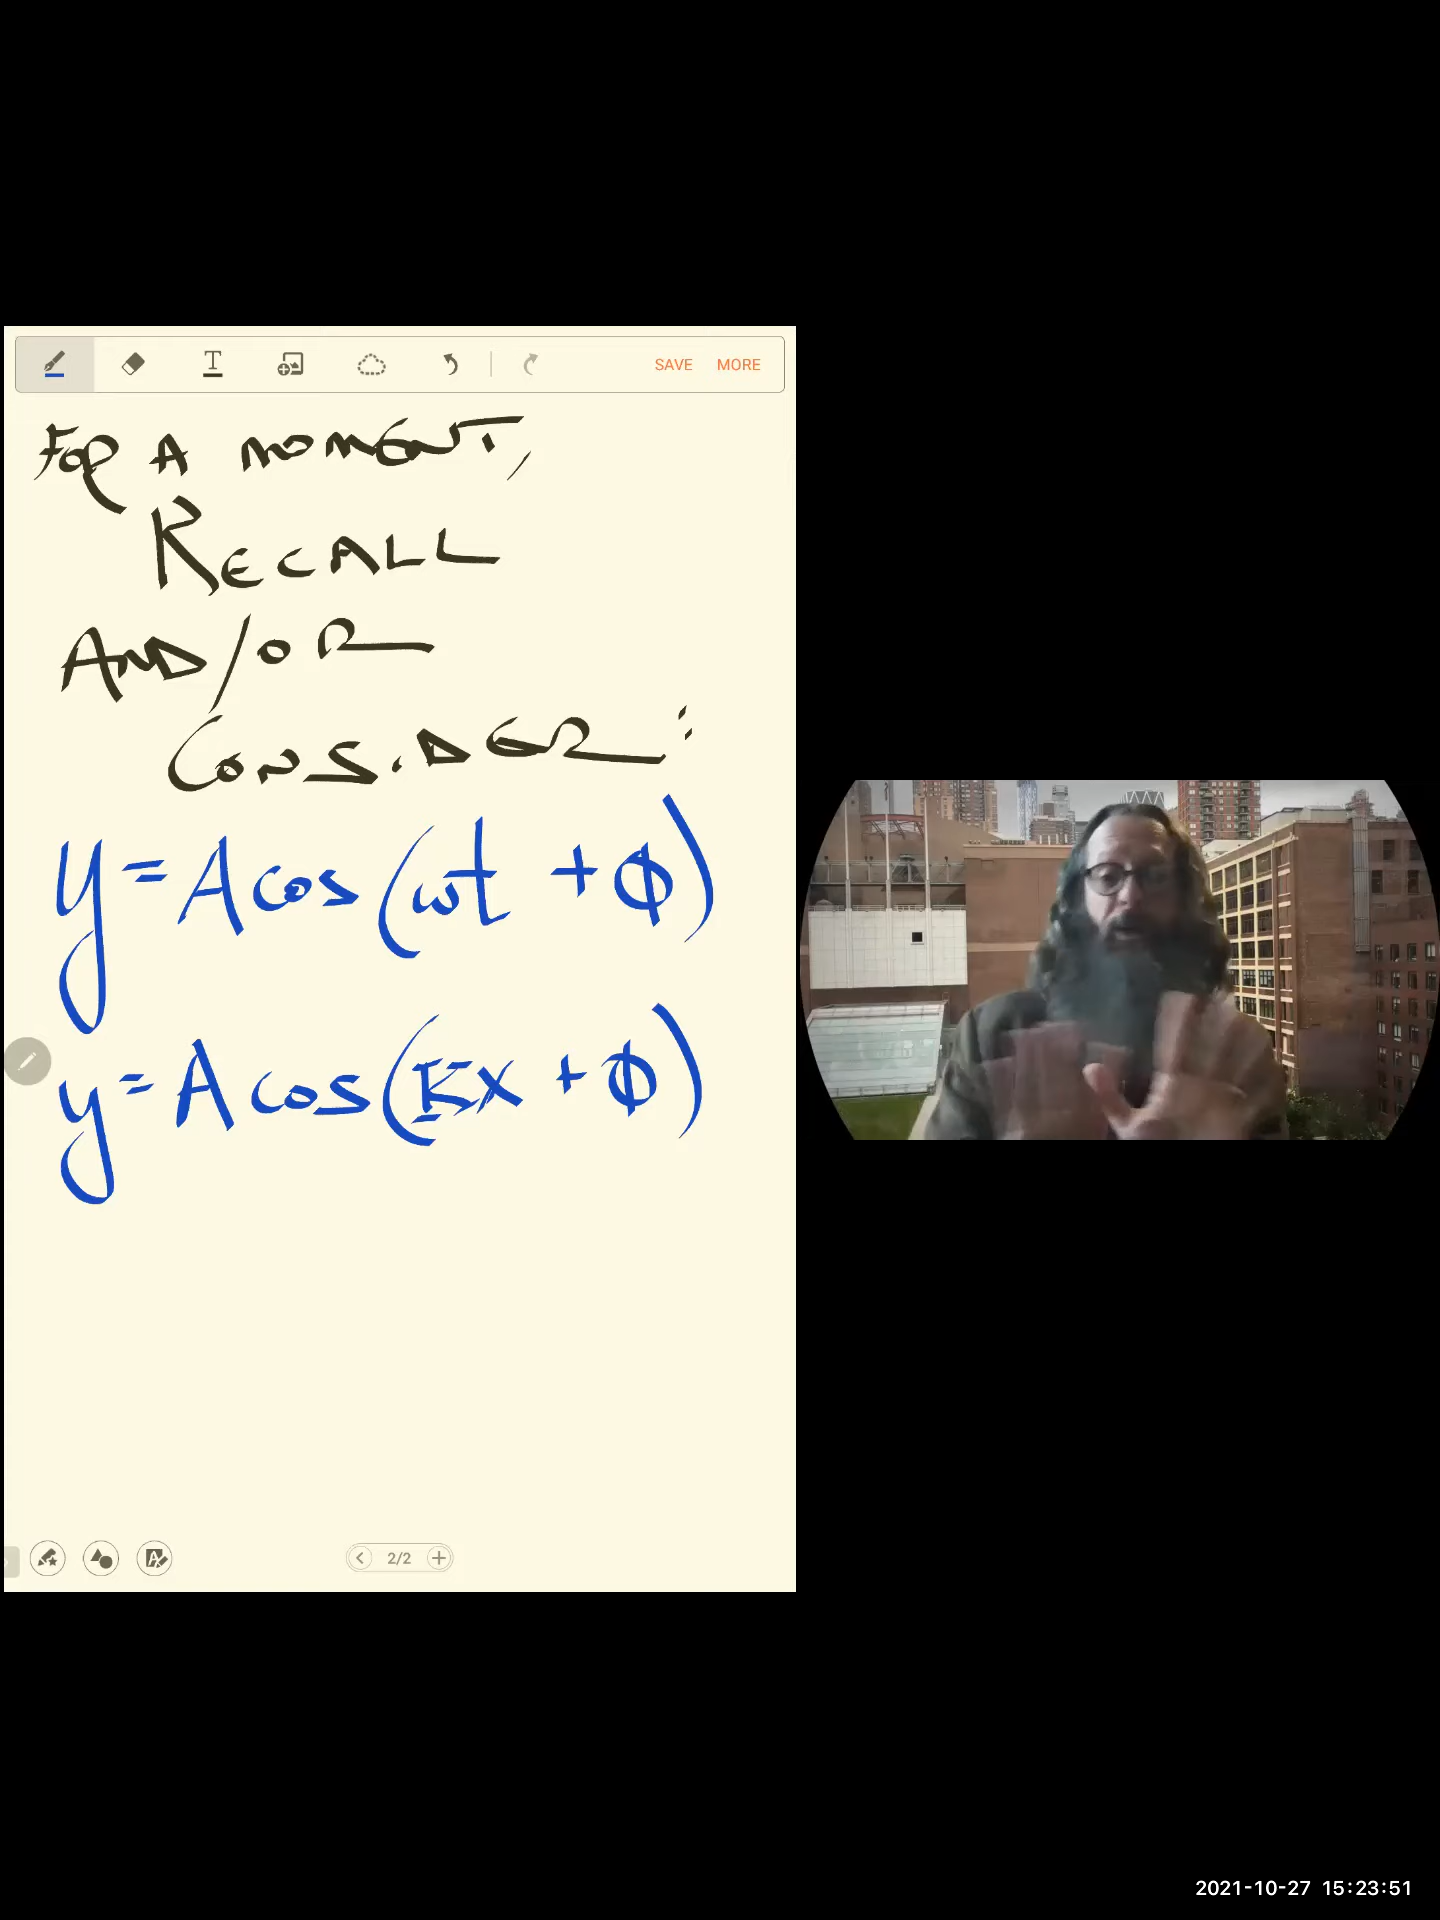 SAVE MORE
FOR A MOMENT,
RECALL
AND/OR
CONSIDER:
y = A cos(ωt + ϕ)
y = A cos(kx + ϕ)
2/2
2021-10-27 15:23:51